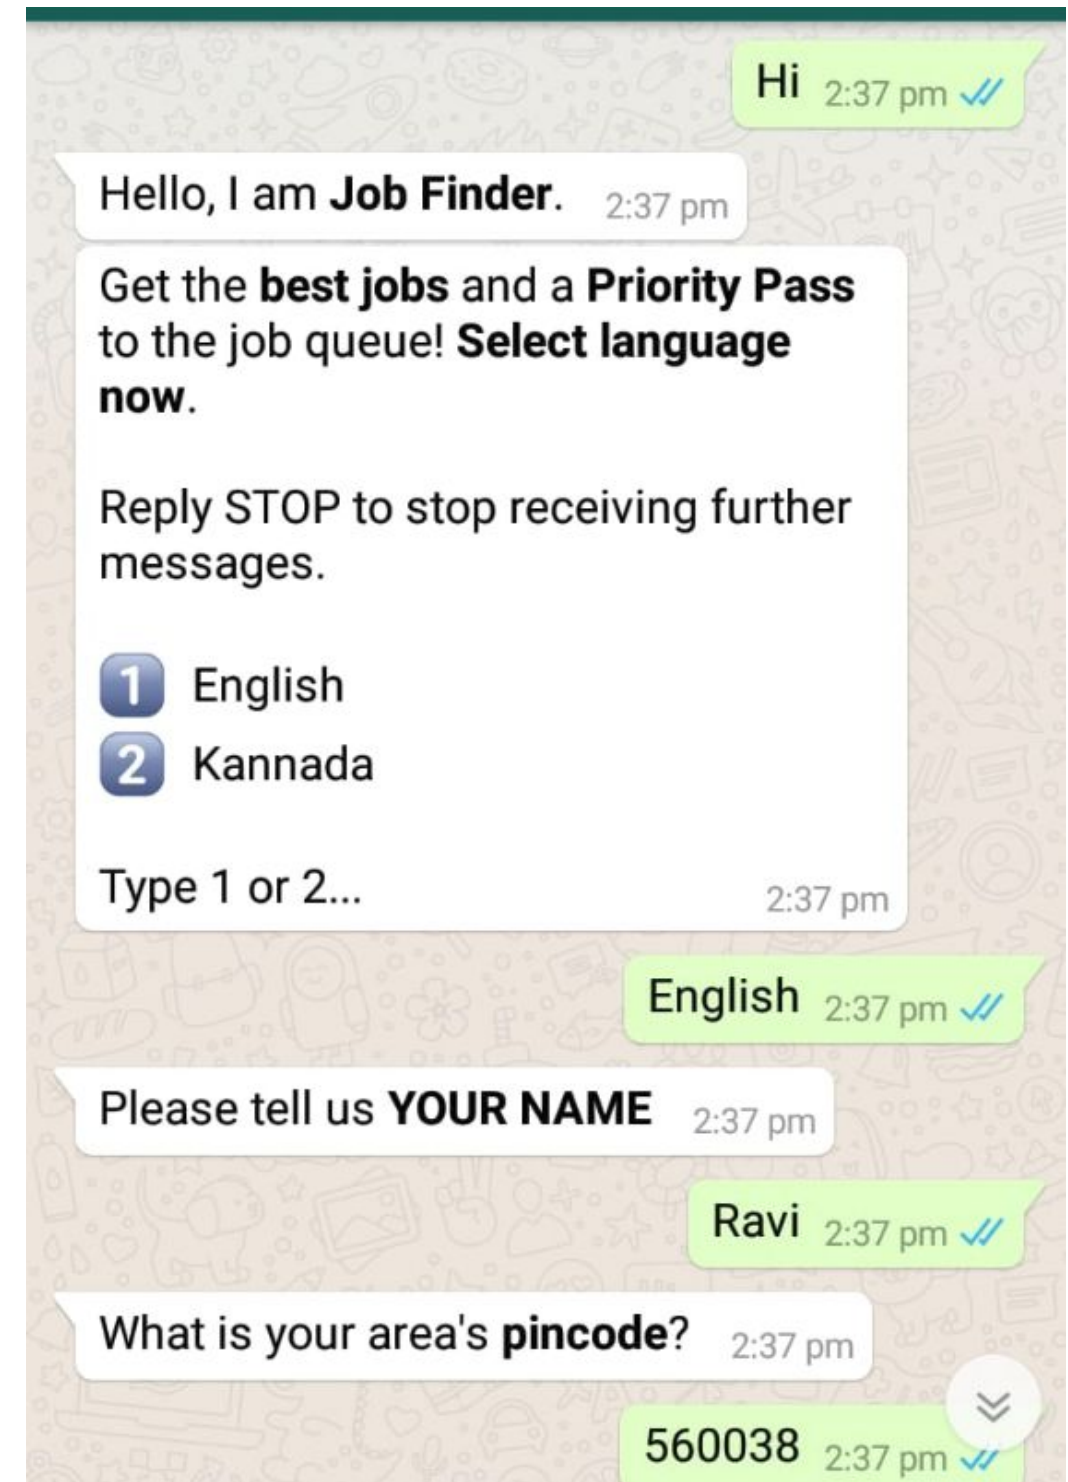 Hi 2:37 pm
Hello, I am Job Finder. 2:37 pm
Get the best jobs and a Priority Pass
to the job queue! Select language
now.
Reply STOP to stop receiving further
messages.
1 English
2 Kannada
Type 1 or 2... 2:37 pm
English 2:37 pm
Please tell us YOUR NAME 2:37 pm
Ravi 2:37 pm
What is your area's pincode? 2:37 pm
560038 2:37 pm